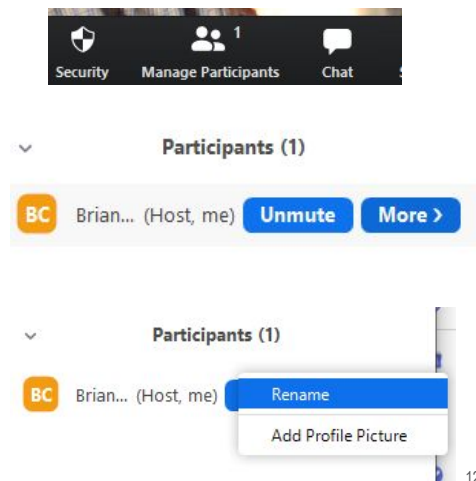 1
Security Manage Participants Chat
Participants (1)
BC Brian... (Host, me) Unmute More >
Participants (1)
BC Brian... (Host, me) Rename
Add Profile Picture
12